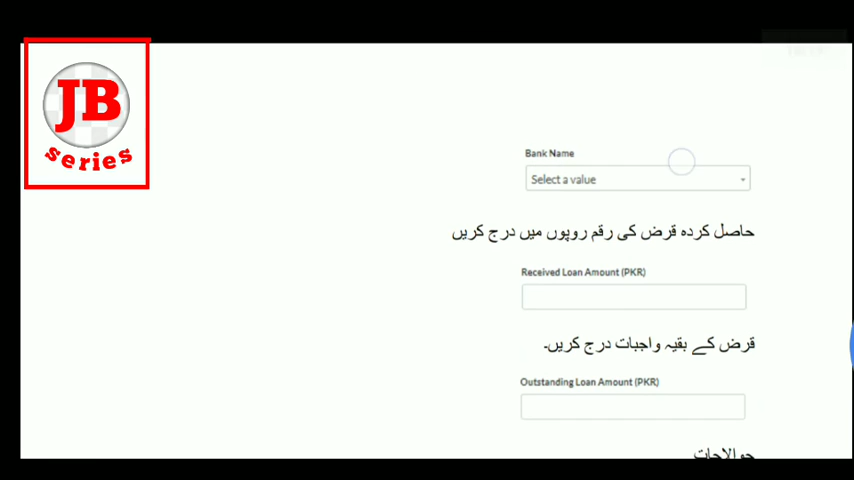 JB
series
Bank Name
Select a value
حاصل کردہ قرض کی رقم روپوں میں درج کریں
Received Loan Amount (PKR)
قرض کے بقیہ واجبات درج کریں۔
Outstanding Loan Amount (PKR)
حوالاجات